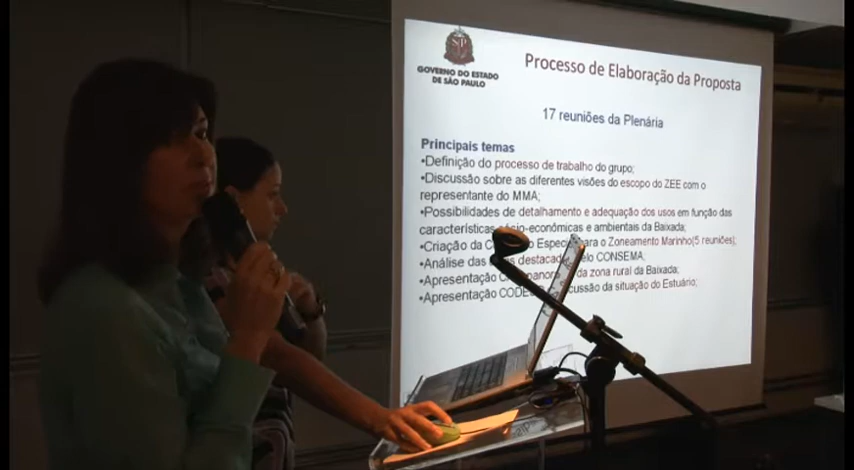 GOVERNO DO ESTADO
DE SÃO PAULO
Processo de Elaboração da Proposta
17 reuniões da Plenária
Principais temas
•Definição do processo de trabalho do grupo;
•Discussão sobre as diferentes visões do escopo do ZEE com o
representante do MMA;
•Possibilidades de detalhamento e adequação dos usos em função das
características e ambientais da Baixada;
•Criação da para o Zoneamento Marinho(5 reuniões);
•Análise das CONSEMA;
•Apresentação da zona rural da Baixada;
•Apresentação da situação do Estuário;